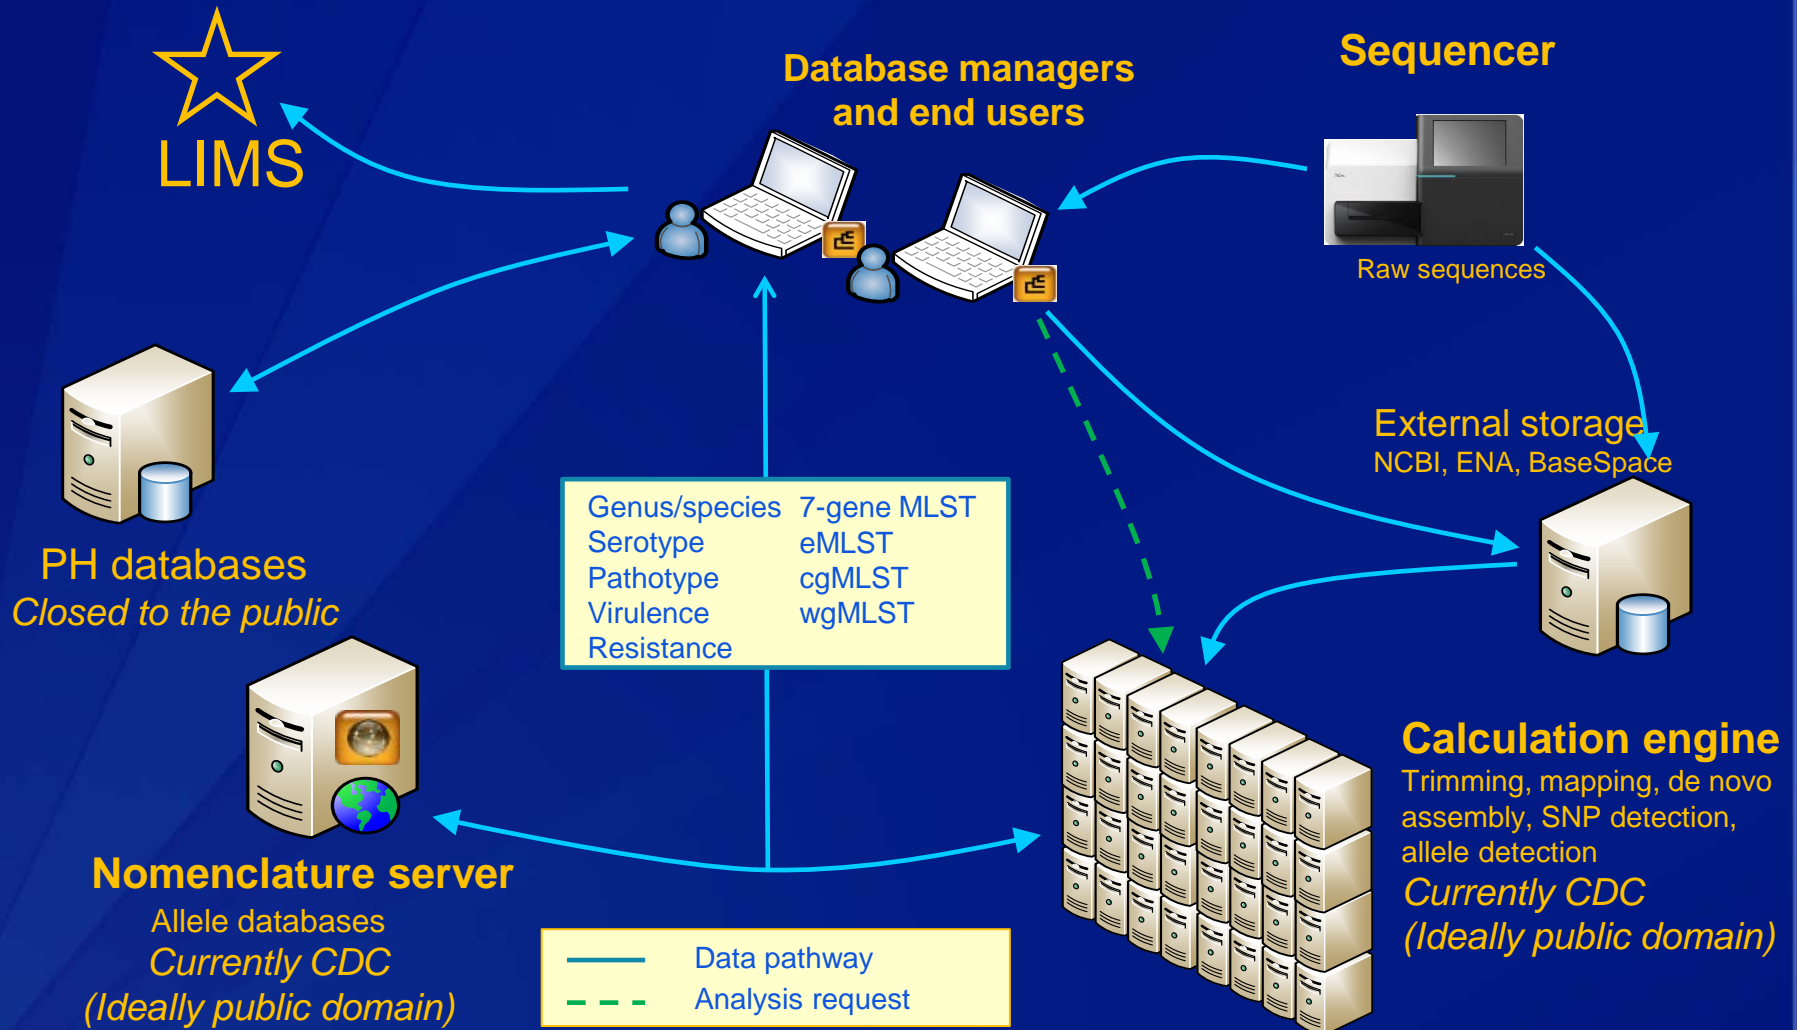 LIMS
Database managers
and end users
Sequencer
Raw sequences
External storage
NCBI, ENA, BaseSpace
PH databases
Closed to the public
Genus/species 7-gene MLST
Serotype eMLST
Pathotype cgMLST
Virulence wgMLST
Resistance
Nomenclature server
Allele databases
Currently CDC
(Ideally public domain)
Calculation engine
Trimming, mapping, de novo
assembly, SNP detection,
allele detection
Currently CDC
(Ideally public domain)
Data pathway
Analysis request